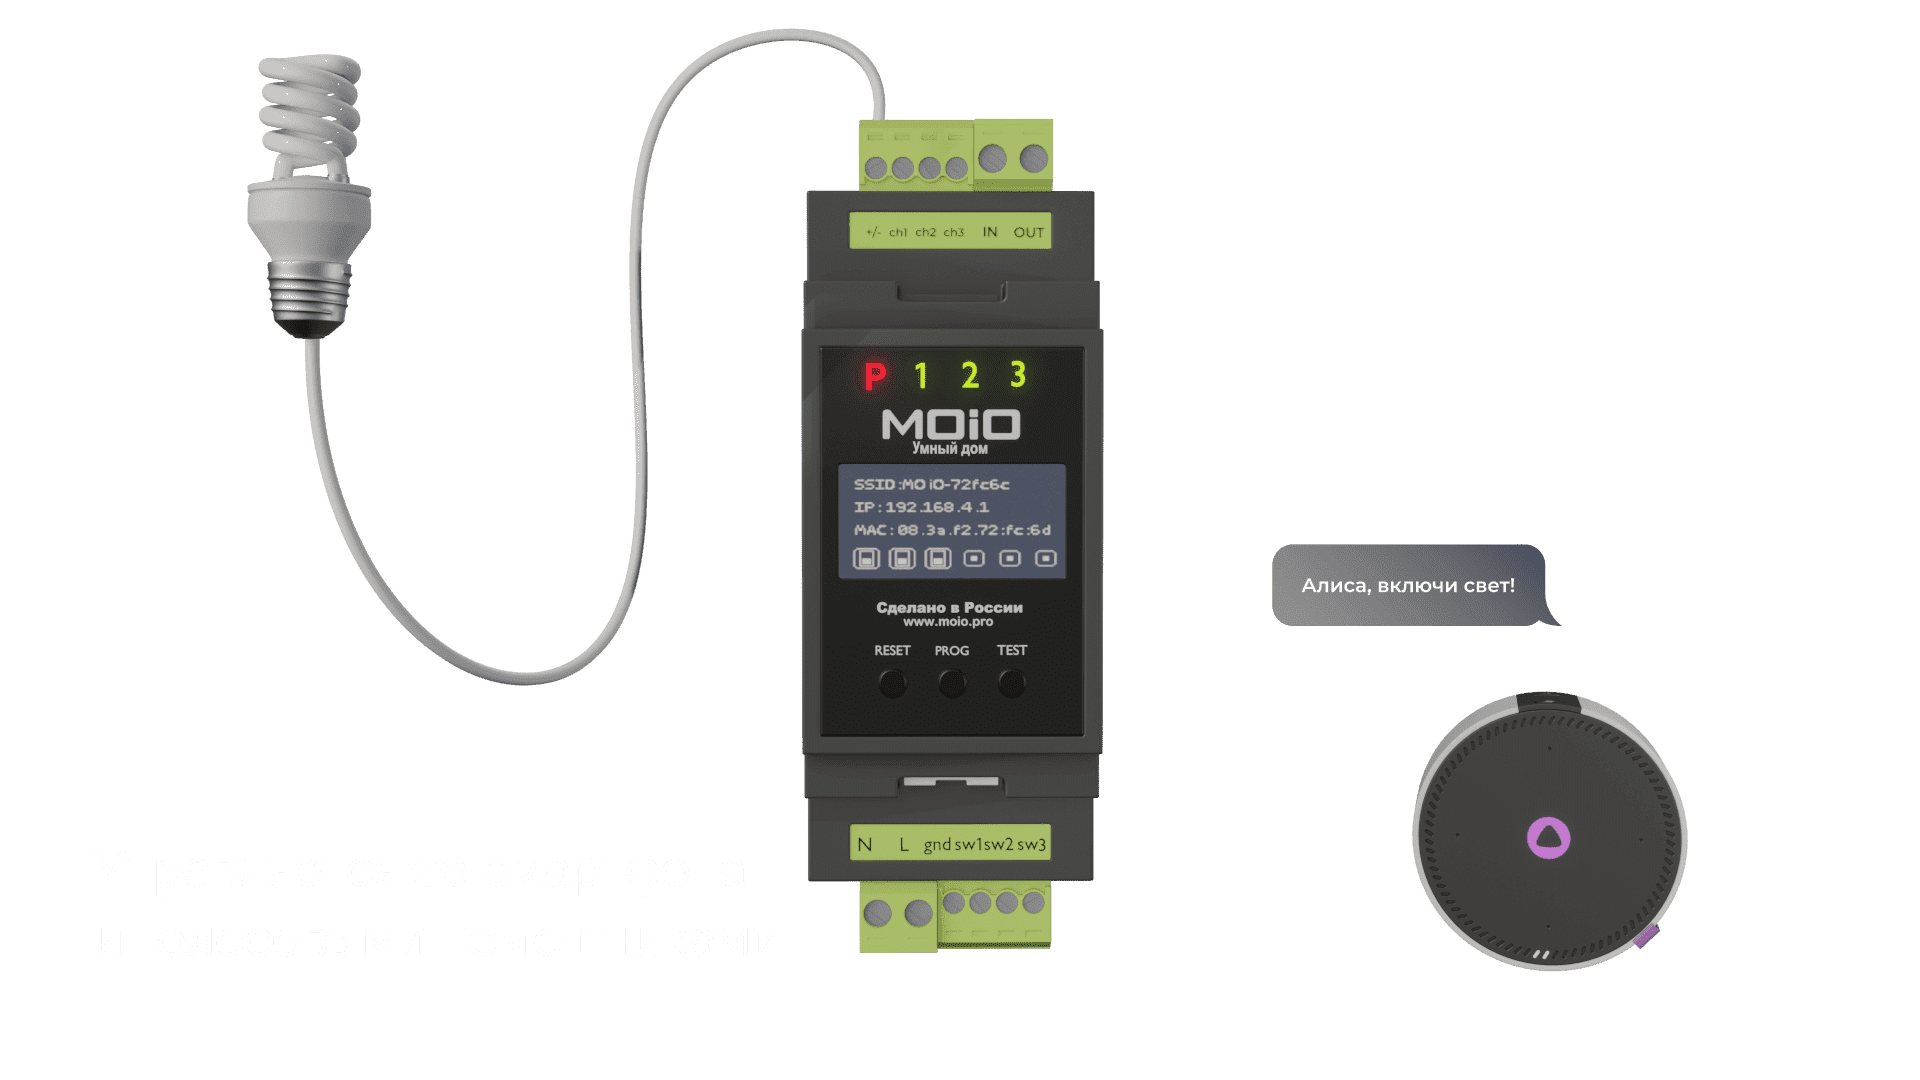 +/- ch1 ch2 ch3 IN OUT
P 1 2 3
MOiO
Умный дом
SSID:MOiO-72fc6c
IP:192.168.4.1
MAC:08.3a.f2.72:fc:6d
Сделано в России
www.moio.pro
RESET PROG TEST
N L gnd sw1 sw2 sw3
Алиса, включи свет!